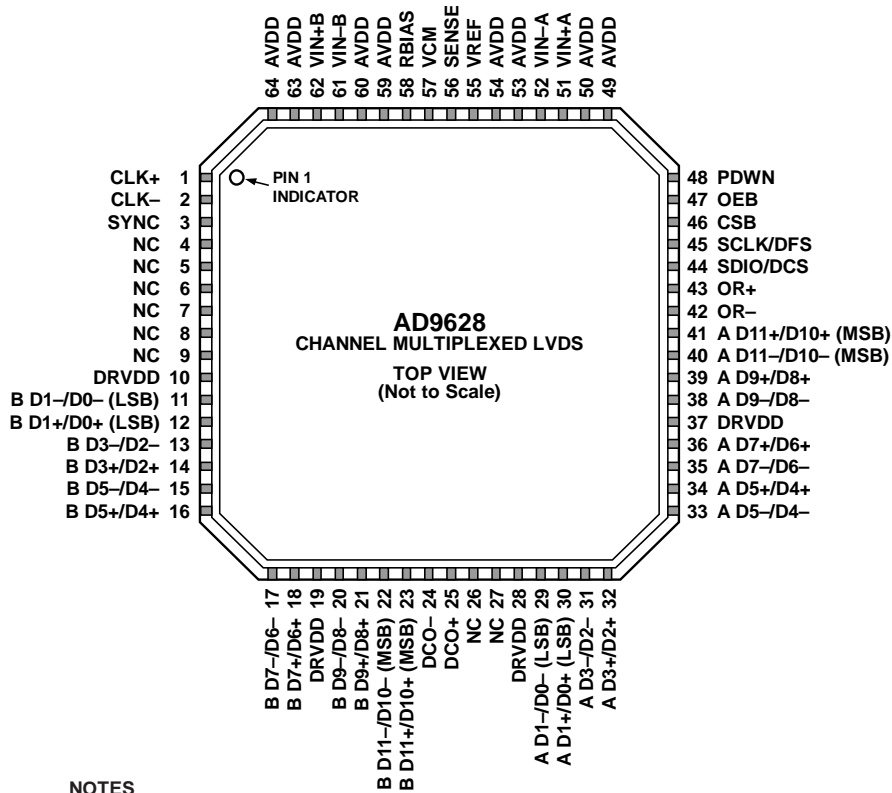 64 AVDD
63 AVDD
62 VIN+B
61 VIN–B
60 AVDD
59 AVDD
58 RBIAS
57 VCM
56 SENSE
55 VREF
54 AVDD
53 AVDD
52 VIN–A
51 VIN+A
50 AVDD
49 AVDD
CLK+ 1
CLK– 2
SYNC 3
NC 4
NC 5
NC 6
NC 7
NC 8
NC 9
DRVDD 10
B D1–/D0– (LSB) 11
B D1+/D0+ (LSB) 12
B D3–/D2– 13
B D3+/D2+ 14
B D5–/D4– 15
B D5+/D4+ 16
PIN 1
INDICATOR
AD9628
CHANNEL MULTIPLEXED LVDS
TOP VIEW
(Not to Scale)
48 PDWN
47 OEB
46 CSB
45 SCLK/DFS
44 SDIO/DCS
43 OR+
42 OR–
41 A D11+/D10+ (MSB)
40 A D11–/D10– (MSB)
39 A D9+/D8+
38 A D9–/D8–
37 DRVDD
36 A D7+/D6+
35 A D7–/D6–
34 A D5+/D4+
33 A D5–/D4–
B D7–/D6– 17
B D7+/D6+ 18
DRVDD 19
B D9–/D8– 20
B D9+/D8+ 21
B D11–/D10– (MSB) 22
B D11+/D10+ (MSB) 23
DCO– 24
DCO+ 25
NC 26
NC 27
DRVDD 28
A D1–/D0– (LSB) 29
A D1+/D0+ (LSB) 30
A D3–/D2– 31
A D3+/D2+ 32
NOTES